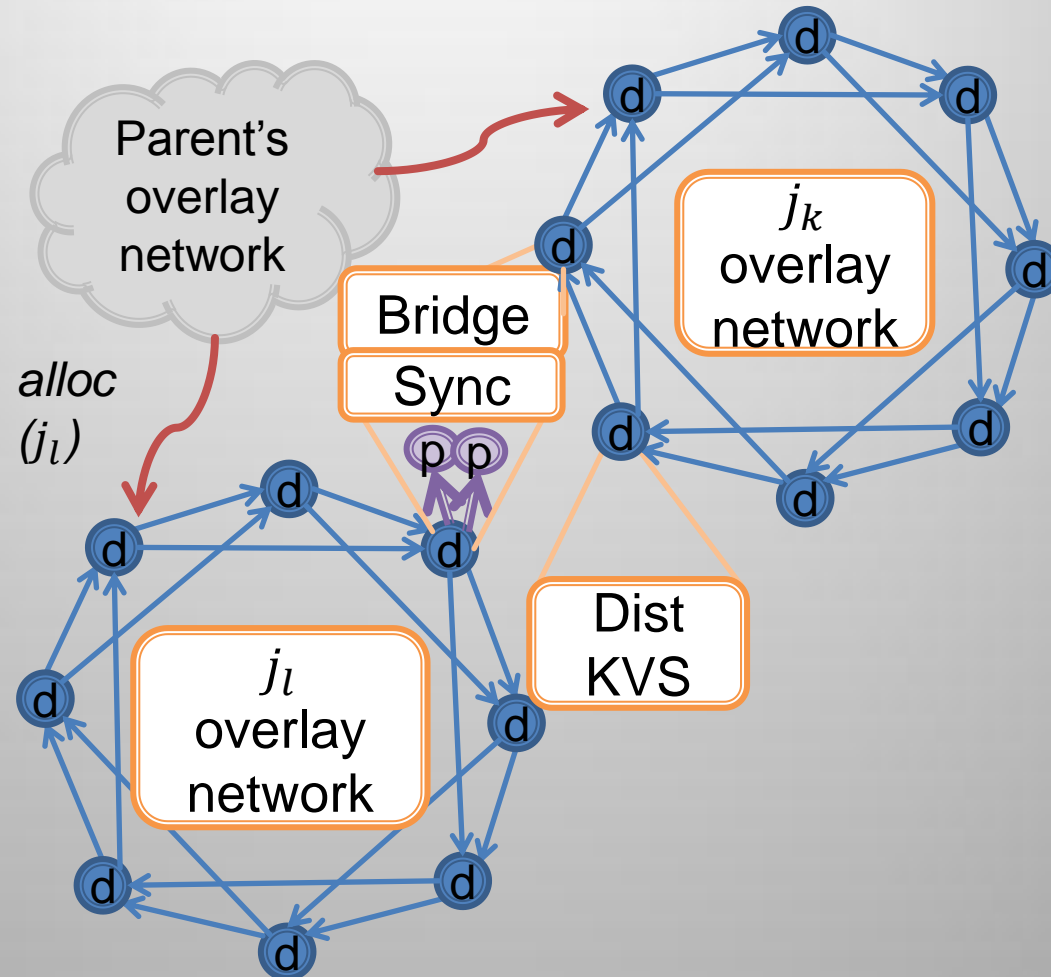 Parent's
overlay
network
alloc
(jₗ)
d
d
d
d
d
d
d
d
jₖ
overlay
network
Bridge
Sync
p p
d
d
d
d
d
d
d
d
jₗ
overlay
network
Dist
KVS